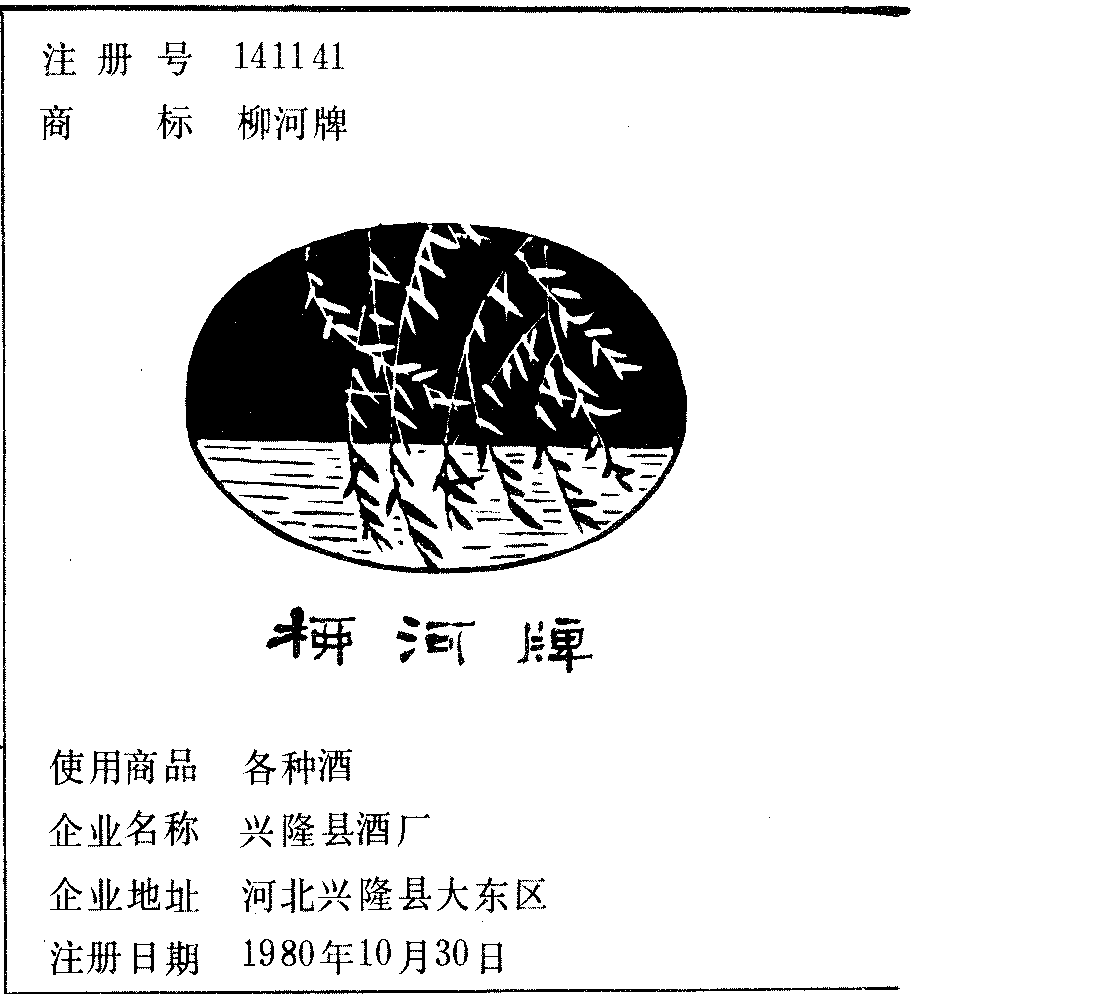 注册号 141141
商标 柳河牌
柳河牌
使用商品 各种酒
企业名称 兴隆县酒厂
企业地址 河北兴隆县大东区
注册日期 1980年10月30日